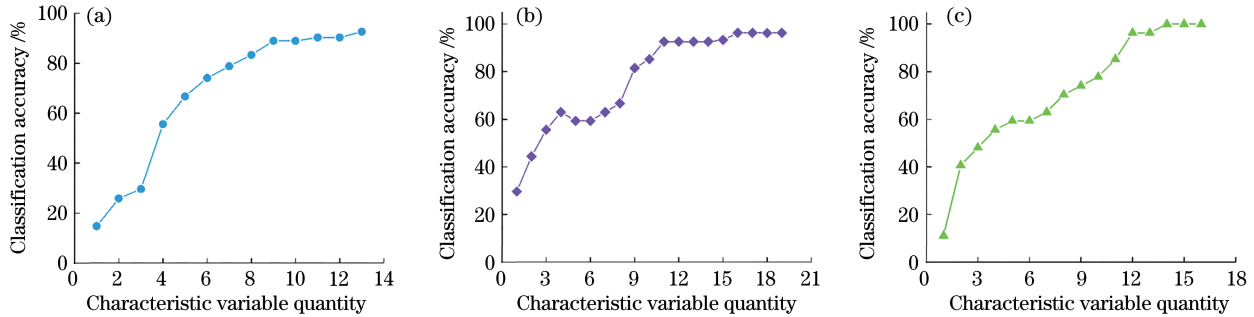 (a)
Classification accuracy /%
100
80
60
40
20
0
0 2 4 6 8 10 12 14
Characteristic variable quantity
(b)
Classification accuracy /%
100
80
60
40
20
0
0 3 6 9 12 15 18 21
Characteristic variable quantity
(c)
Classification accuracy /%
100
80
60
40
20
0
0 3 6 9 12 15 18
Characteristic variable quantity